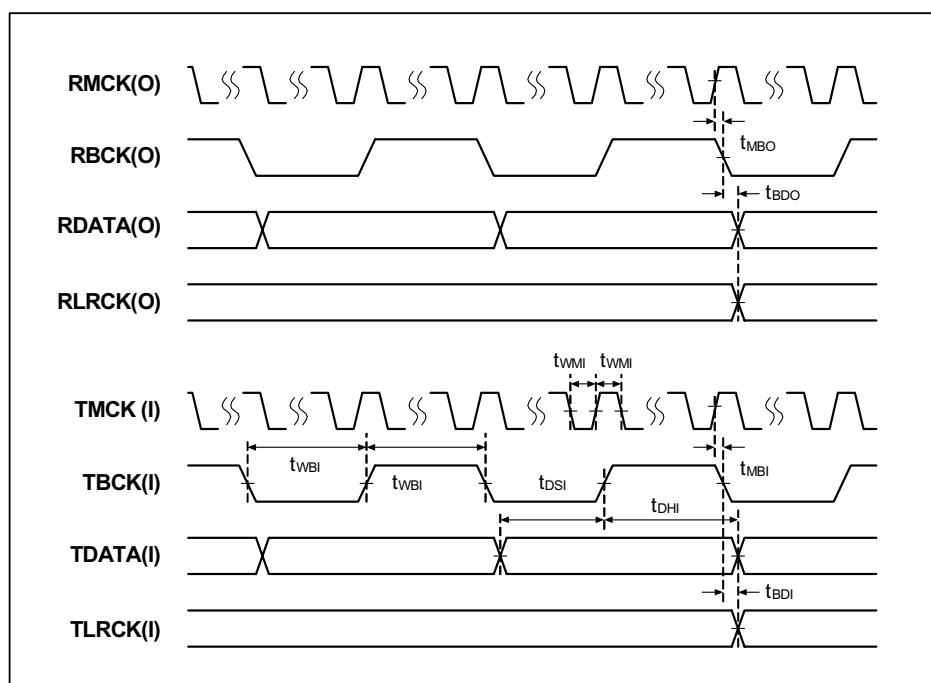 RMCK(O)
RBCK(O)
tMBO
tBDO
RDATA(O)
RLRCK(O)
tWMI tWMI
TMCK (I)
tWBI
tWBI
tMBI
TBCK(I)
tDSI
tDHI
TDATA(I)
tBDI
TLRCK(I)